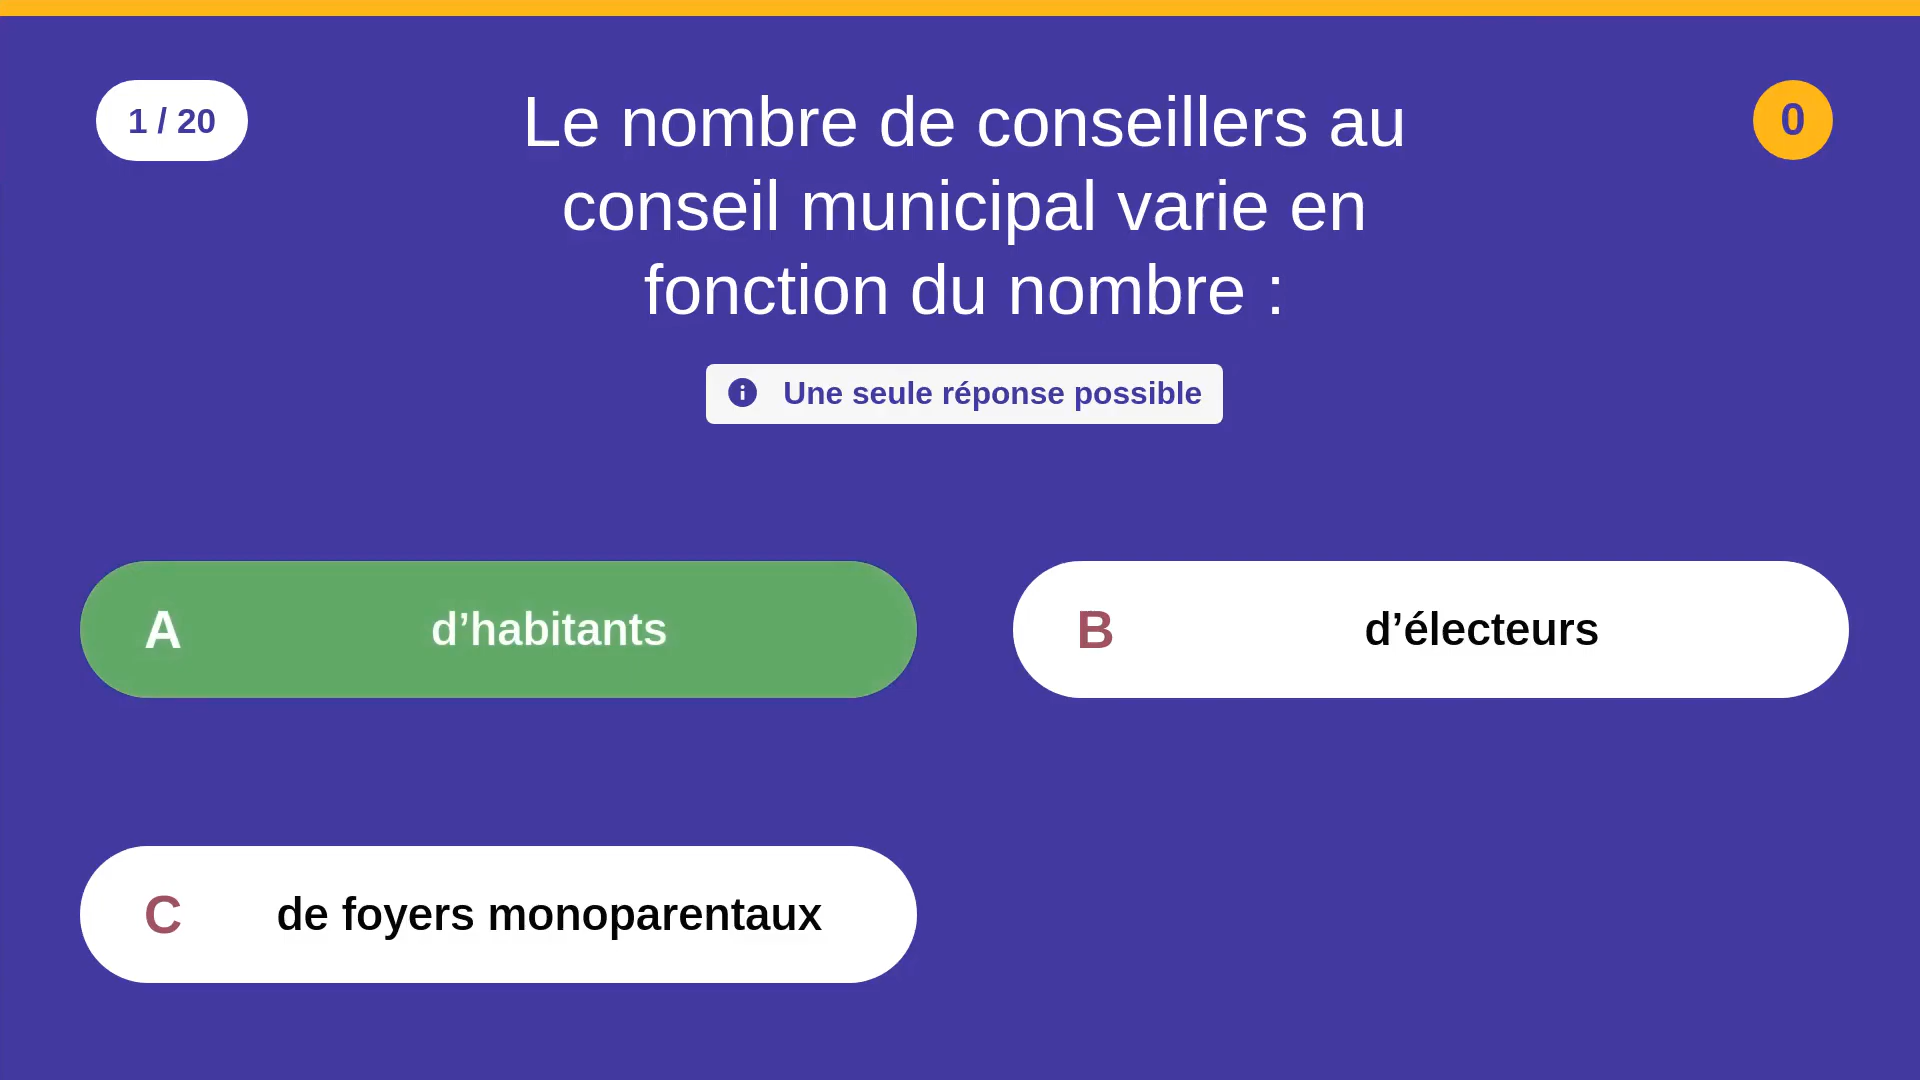 1 / 20
Le nombre de conseillers au
conseil municipal varie en
fonction du nombre :
0
Une seule réponse possible
A d’habitants
B d’électeurs
C de foyers monoparentaux